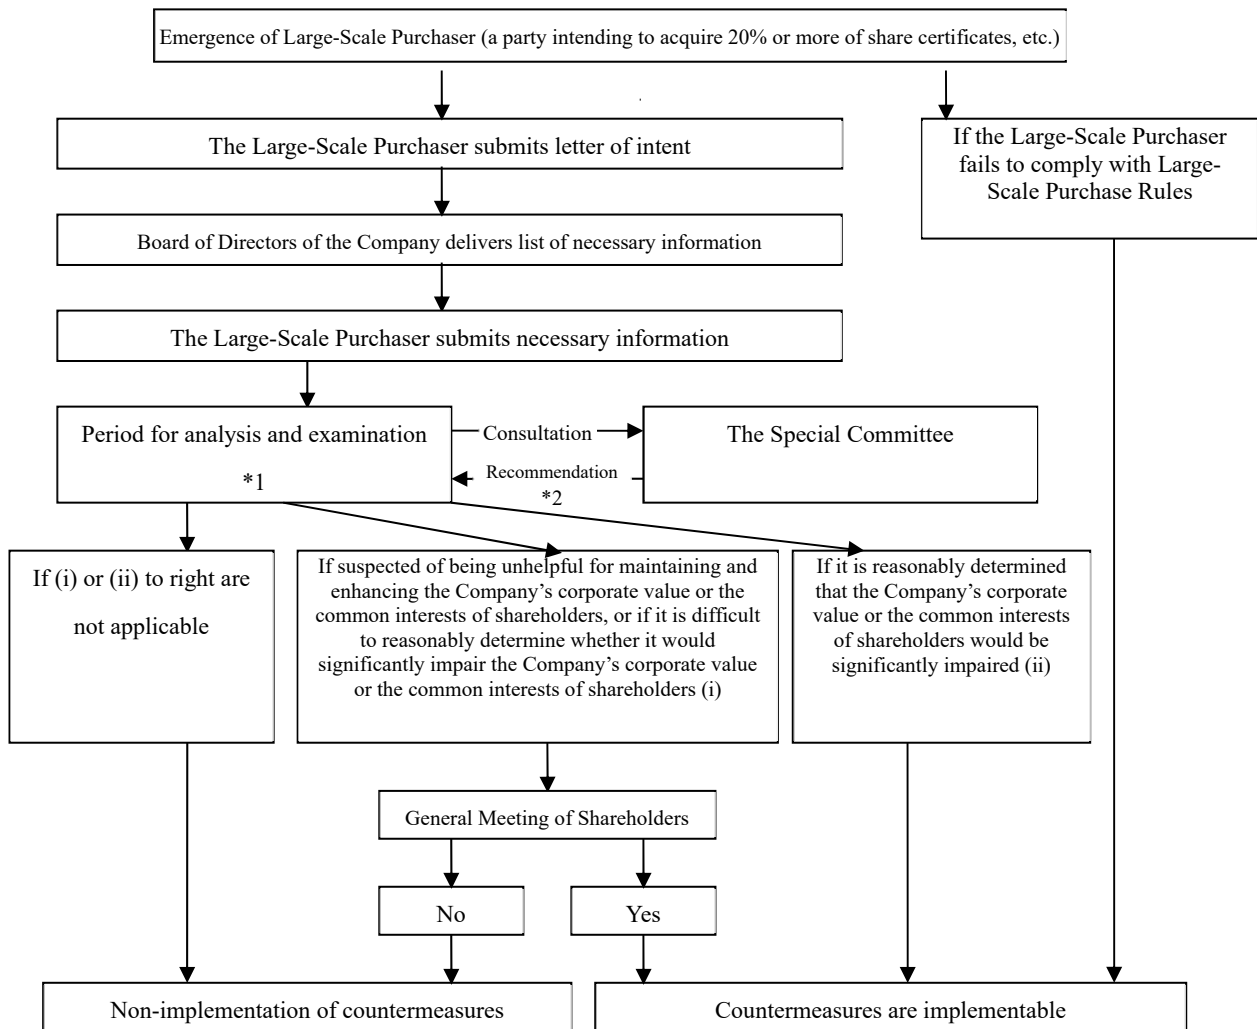 Emergence of Large-Scale Purchaser (a party intending to acquire 20% or more of share certificates, etc.)
The Large-Scale Purchaser submits letter of intent
If the Large-Scale Purchaser
fails to comply with Large-
Scale Purchase Rules
Board of Directors of the Company delivers list of necessary information
The Large-Scale Purchaser submits necessary information
Period for analysis and examination
*1
Consultation
Recommendation
*2
The Special Committee
If (i) or (ii) to right are
not applicable
If suspected of being unhelpful for maintaining and
enhancing the Company’s corporate value or the
common interests of shareholders, or if it is difficult
to reasonably determine whether it would
significantly impair the Company’s corporate value
or the common interests of shareholders (i)
If it is reasonably determined
that the Company’s corporate
value or the common interests
of shareholders would be
significantly impaired (ii)
General Meeting of Shareholders
No
Yes
Non-implementation of countermeasures
Countermeasures are implementable